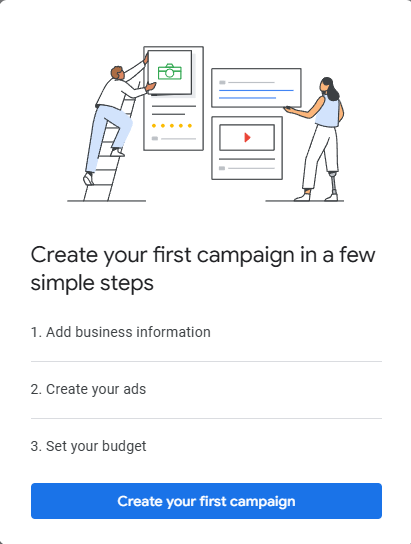 Create your first campaign in a few
simple steps
1. Add business information
2. Create your ads
3. Set your budget
Create your first campaign